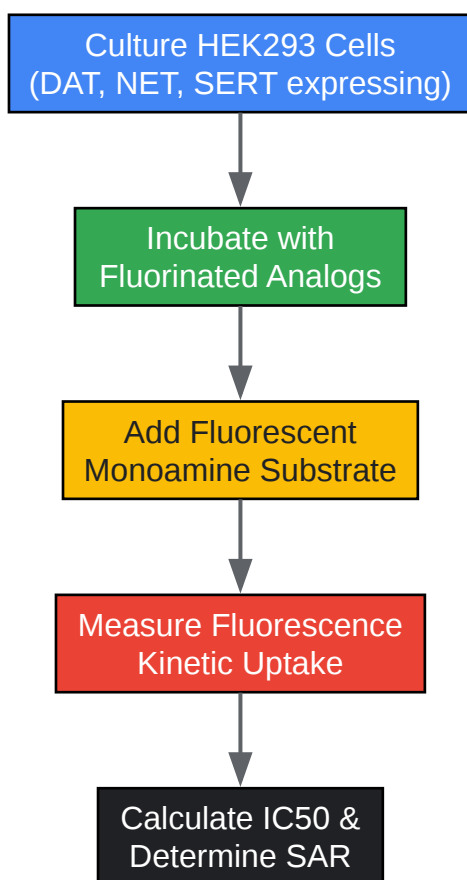 Culture HEK293 Cells
(DAT, NET, SERT expressing)
Incubate with
Fluorinated Analogs
Add Fluorescent
Monoamine Substrate
Measure Fluorescence
Kinetic Uptake
Calculate IC50 &
Determine SAR